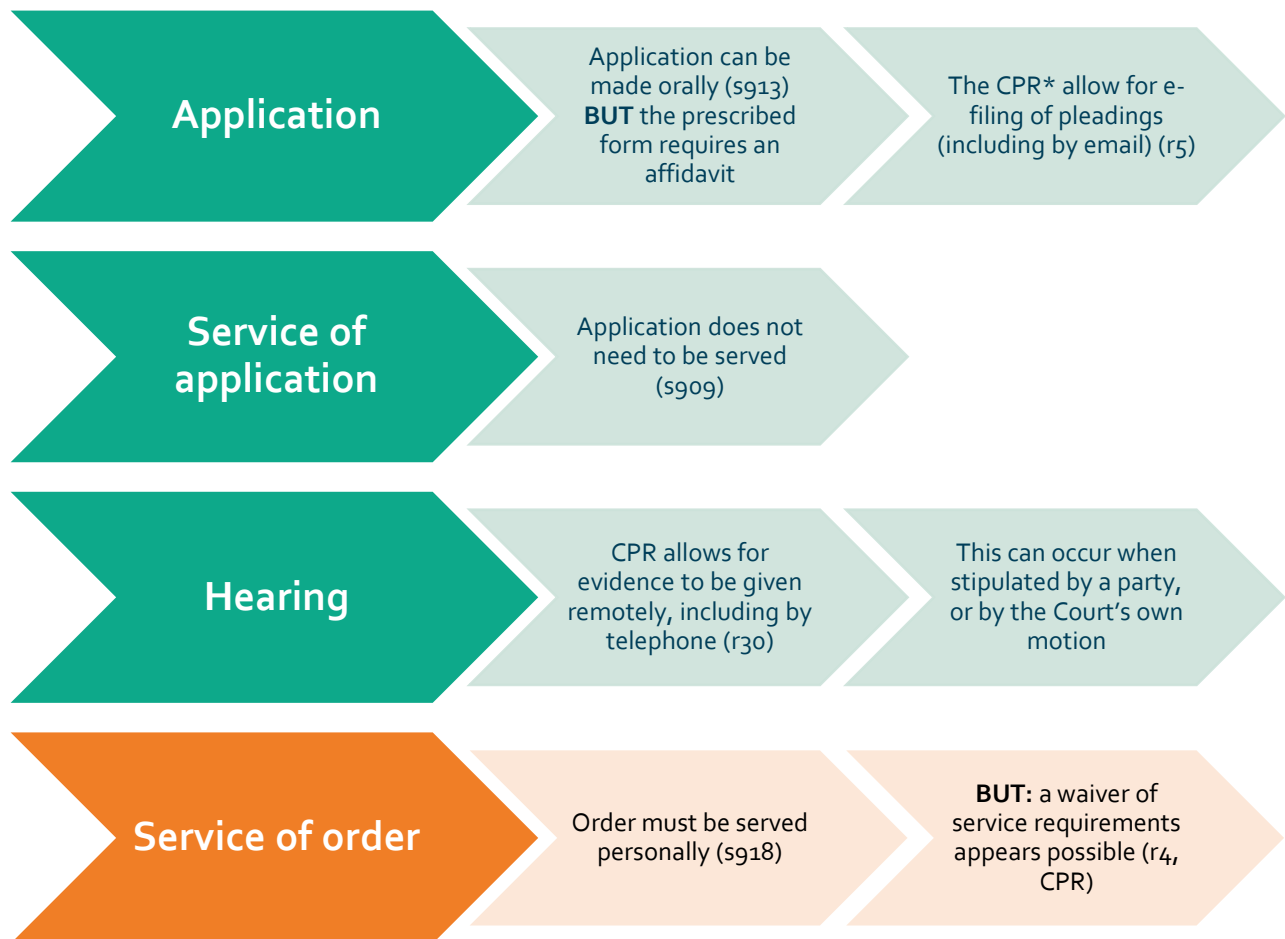 Application
Application can be
made orally (s913)
BUT the prescribed
form requires an
affidavit
The CPR* allow for e-
filing of pleadings
(including by email) (r5)
Service of
application
Application does not
need to be served
(s909)
Hearing
CPR allows for
evidence to be given
remotely, including by
telephone (r30)
This can occur when
stipulated by a party,
or by the Court’s own
motion
Service of order
Order must be served
personally (s918)
BUT: a waiver of
service requirements
appears possible (r4,
CPR)